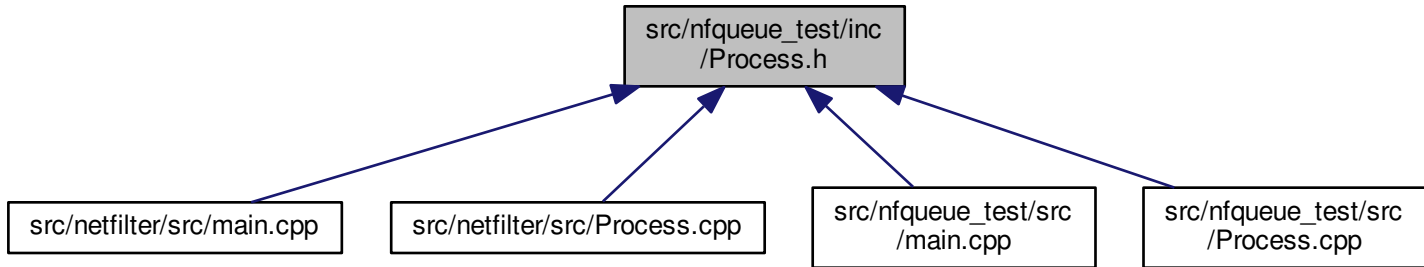 src/nfqueue_test/inc
/Process.h
src/netfilter/src/main.cpp
src/netfilter/src/Process.cpp
src/nfqueue_test/src
/main.cpp
src/nfqueue_test/src
/Process.cpp